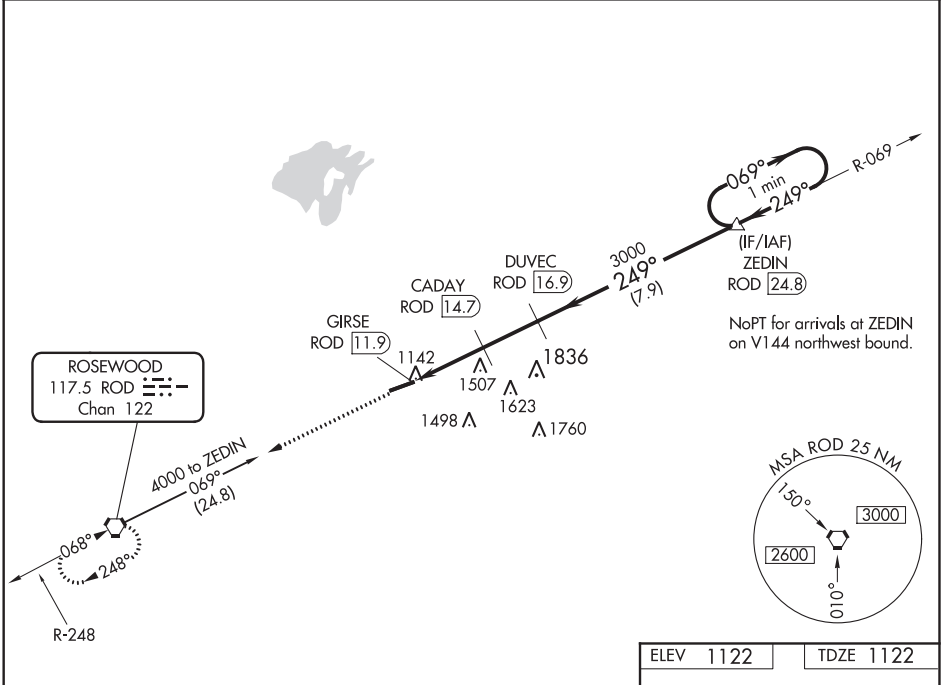 069°
1 min
249°
R-069
(IF/IAF)
ZEDIN
ROD 24.8
3000
249°
(7.9)
DUVEC
ROD 16.9
CADAY
ROD 14.7
GIRSE
ROD 11.9
NoPT for arrivals at ZEDIN
on V144 northwest bound.
1142
1507
1836
1623
1498
1760
ROSEWOOD
117.5 ROD
Chan 122
4000 to ZEDIN
069°
(24.8)
068°
248°
R-248
MSA ROD 25 NM
150°
3000
2600
010°
ELEV 1122
TDZE 1122